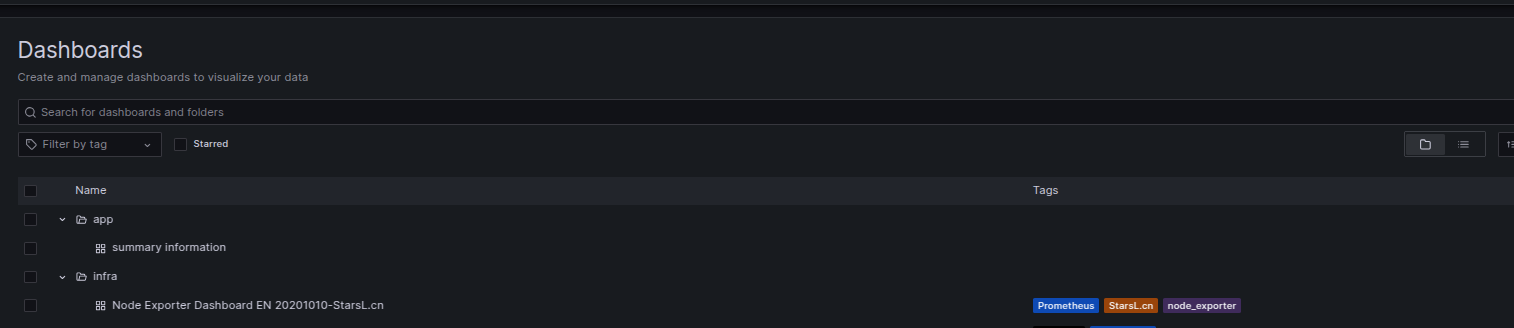 Dashboards
Create and manage dashboards to visualize your data
Search for dashboards and folders
Filter by tag Starred
Name Tags
app
summary information
infra
Node Exporter Dashboard EN 20201010-StarsL.cn Prometheus StarsL.cn node_exporter